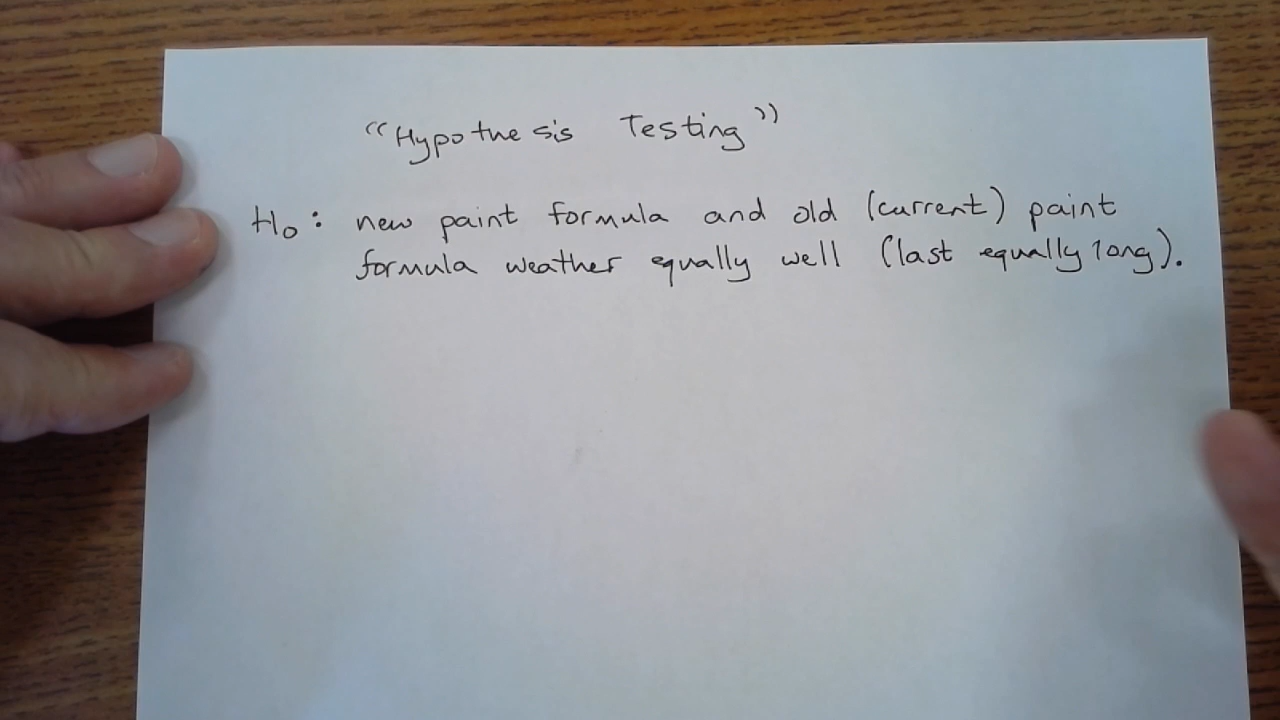 “Hypothesis Testing”
H₀: new paint formula and old (current) paint
formula weather equally well (last equally long).